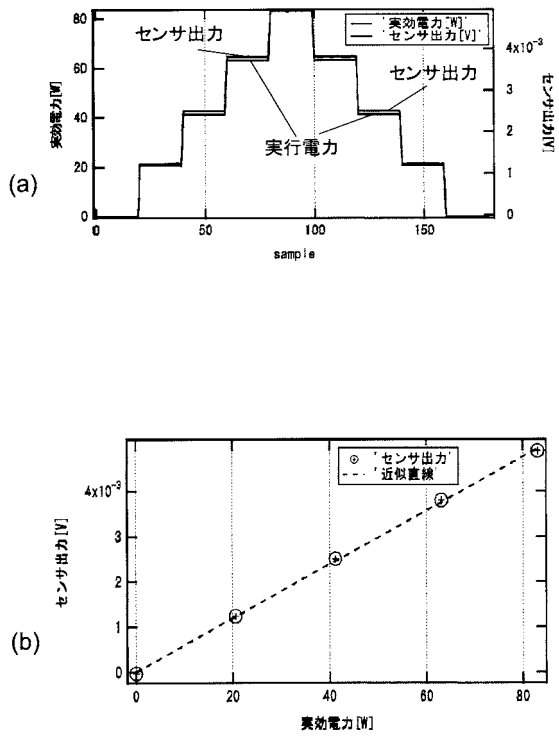 80
60
40
20
0
実効電力[W]
センサ出力
'実効電力[W]'
'センサ出力[V]'
センサ出力
実行電力
4x10-3
3
2
1
0
センサ出力[V]
0
50
100
150
sample
(a)
'センサ出力'
'近似直線'
4x10-3
3
2
1
0
センサ出力[V]
0
20
40
60
80
実効電力[W]
(b)